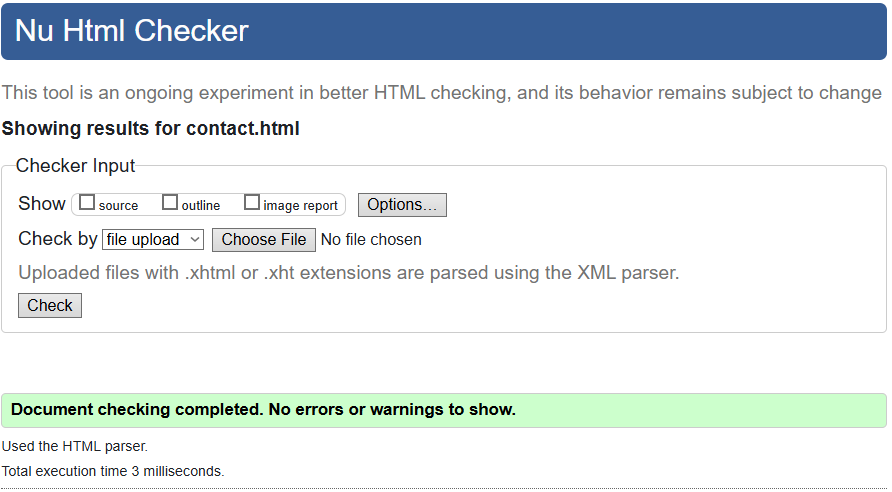 Nu Html Checker
This tool is an ongoing experiment in better HTML checking, and its behavior remains subject to change
Showing results for contact.html
Checker Input
Show source outline image report Options...
Check by file upload Choose File No file chosen
Uploaded files with .xhtml or .xht extensions are parsed using the XML parser.
Check
Document checking completed. No errors or warnings to show.
Used the HTML parser.
Total execution time 3 milliseconds.